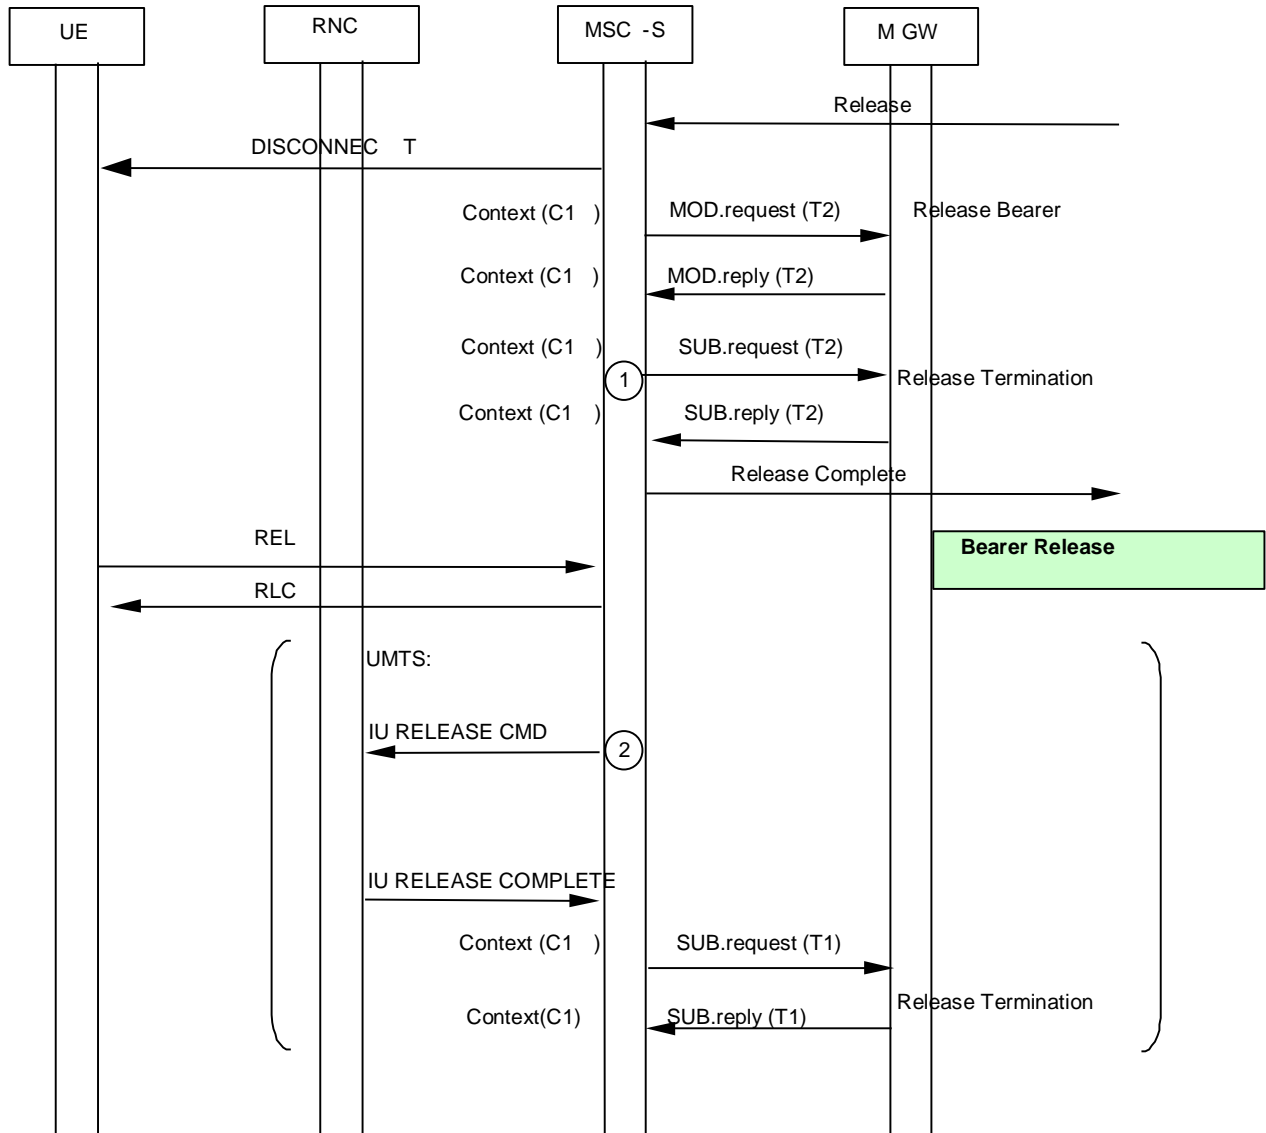 UE
RNC
MSC -S
M GW
Release
DISCONNEC T
Context (C1 )
MOD.request (T2)
Release Bearer
Context (C1 )
MOD.reply (T2)
Context (C1 )
SUB.request (T2)
1
Release Termination
Context (C1 )
SUB.reply (T2)
Release Complete
REL
Bearer Release
RLC
UMTS:
IU RELEASE CMD
2
IU RELEASE COMPLETE
Context (C1 )
SUB.request (T1)
Release Termination
Context(C1)
SUB.reply (T1)